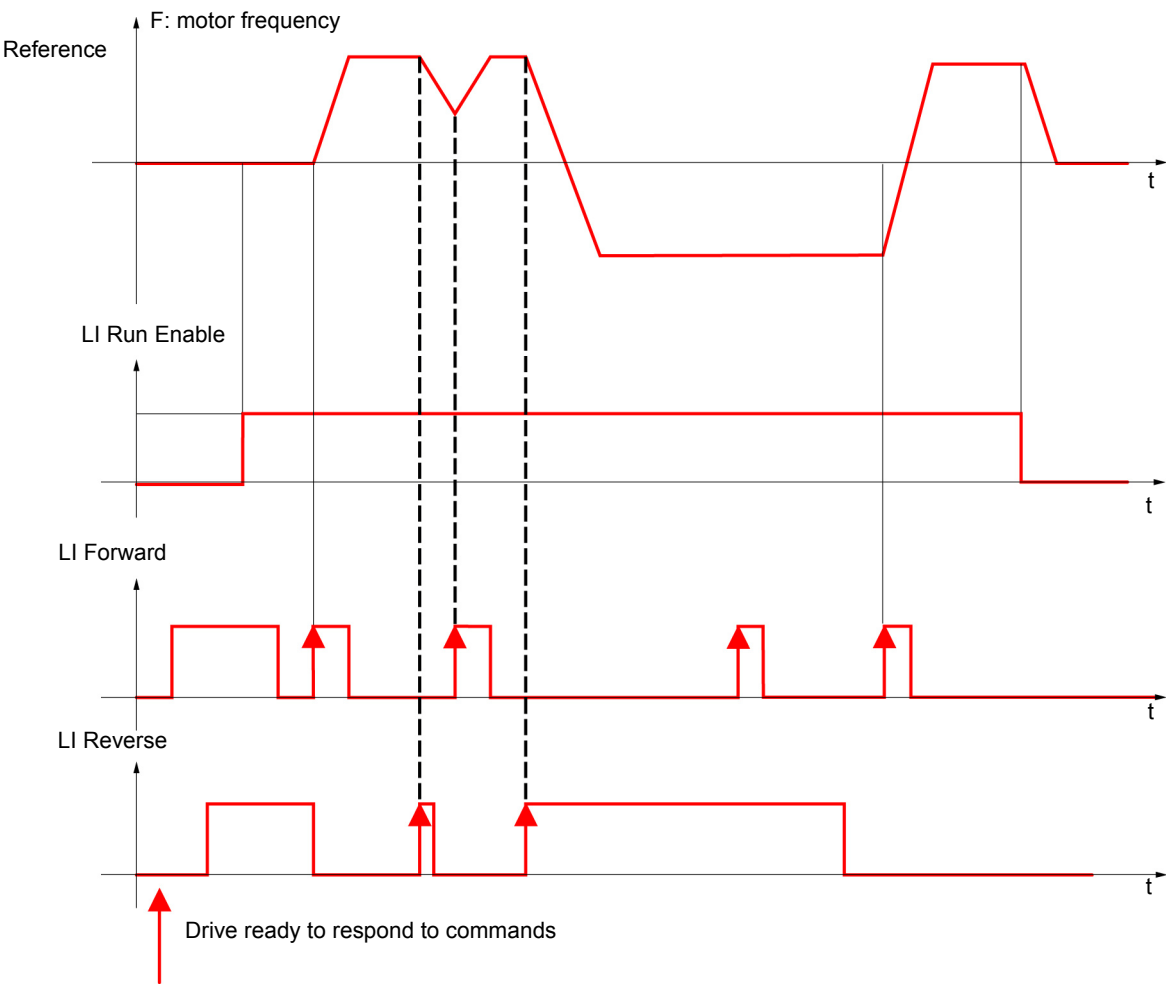 F: motor frequency
Reference
t
LI Run Enable
t
LI Forward
t
LI Reverse
t
Drive ready to respond to commands